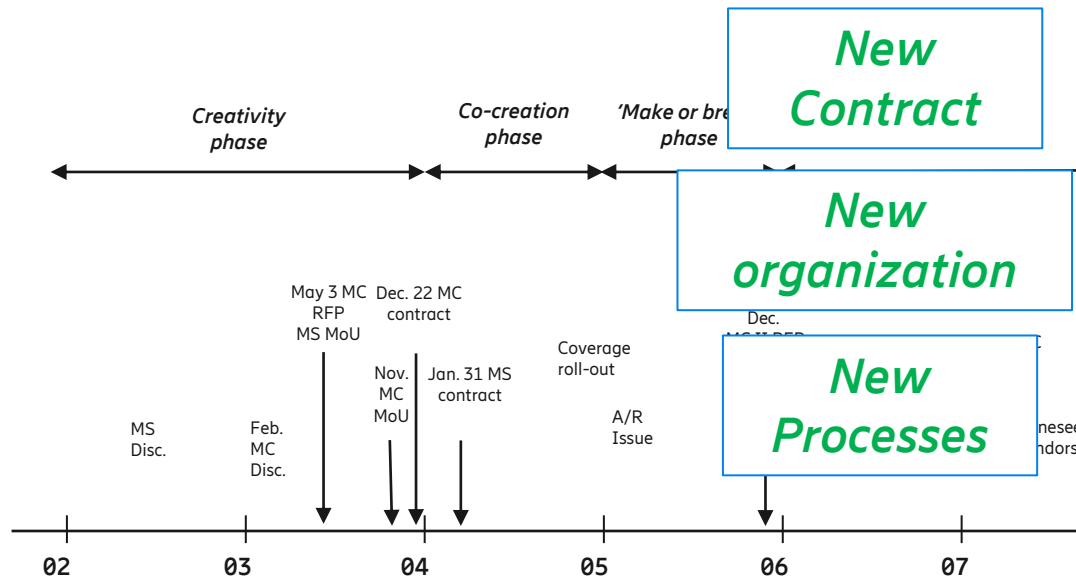 New
Contract
Creativity
phase
Co-creation
phase
'Make or
phase
New
organization
May 3 MC
RFP
MS MoU
Dec. 22 MC
contract
Dec.
Coverage
roll-out
Nov.
MC
MoU
Jan. 31 MS
contract
New
Processes
MS
Disc.
Feb.
MC
Disc.
A/R
Issue
02
03
04
05
06
07